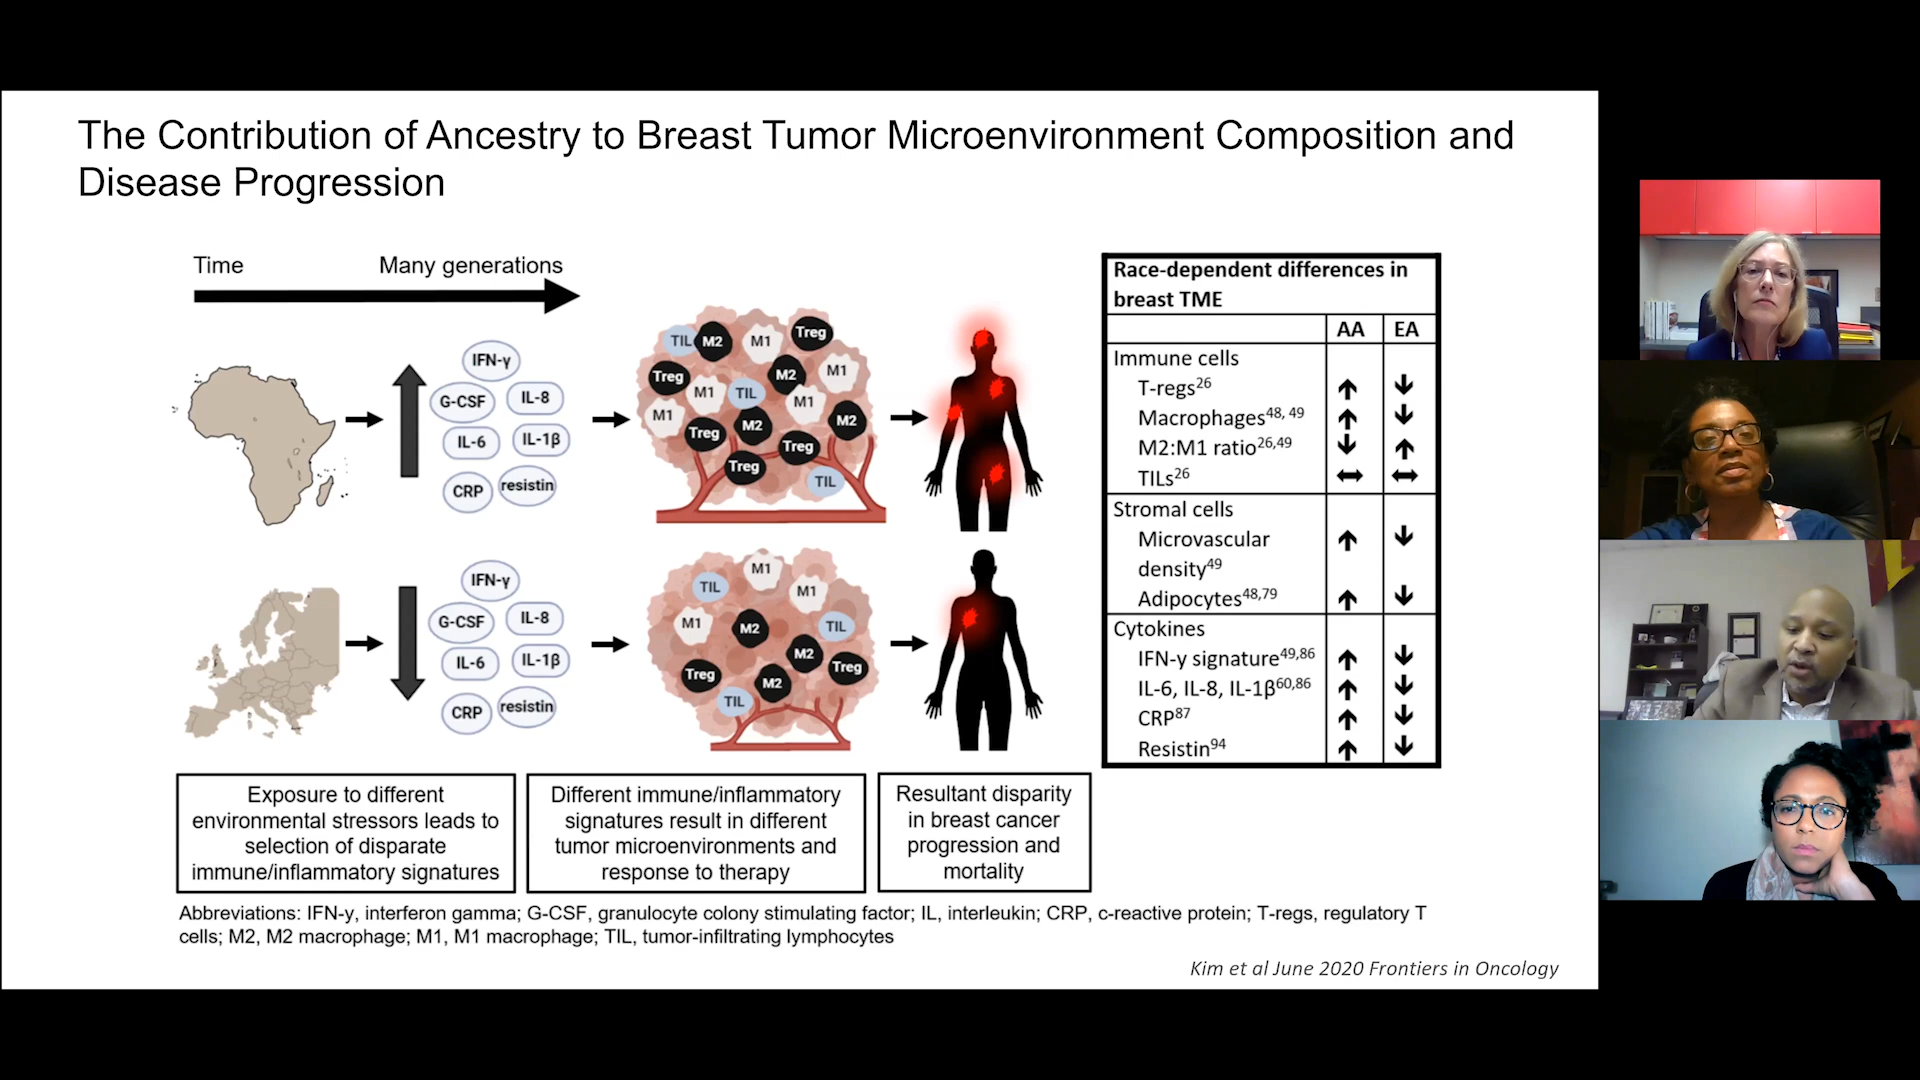 The Contribution of Ancestry to Breast Tumor Microenvironment Composition and
Disease Progression
Time
Many generations
IFN-γ
G-CSF
IL-8
IL-6
IL-1β
CRP
resistin
TIL
M2
M1
Treg
Treg
M2
M1
M1
TIL
M1
M1
M2
M2
Treg
Treg
Treg
TIL
IFN-γ
G-CSF
IL-8
IL-6
IL-1β
CRP
resistin
M1
TIL
M1
M1
M2
TIL
M2
Treg
Treg
M2
TIL
Race-dependent differences in
breast TME
AA EA
Immune cells
T-regs26 ↑ ↓
Macrophages48, 49 ↑ ↓
M2:M1 ratio26,49 ↓ ↑
TILs26 ↔ ↔
Stromal cells
Microvascular ↑ ↓
density49
Adipocytes48,79 ↑ ↓
Cytokines
IFN-y signature49,86 ↑ ↓
IL-6, IL-8, IL-1β60,86 ↑ ↓
CRP87 ↑ ↓
Resistin94 ↑ ↓
Exposure to different
environmental stressors leads to
selection of disparate
immune/inflammatory signatures
Different immune/inflammatory
signatures result in different
tumor microenvironments and
response to therapy
Resultant disparity
in breast cancer
progression and
mortality
Abbreviations: IFN-y, interferon gamma; G-CSF, granulocyte colony stimulating factor; IL, interleukin; CRP, c-reactive protein; T-regs, regulatory T
cells; M2, M2 macrophage; M1, M1 macrophage; TIL, tumor-infiltrating lymphocytes
Kim et al June 2020 Frontiers in Oncology